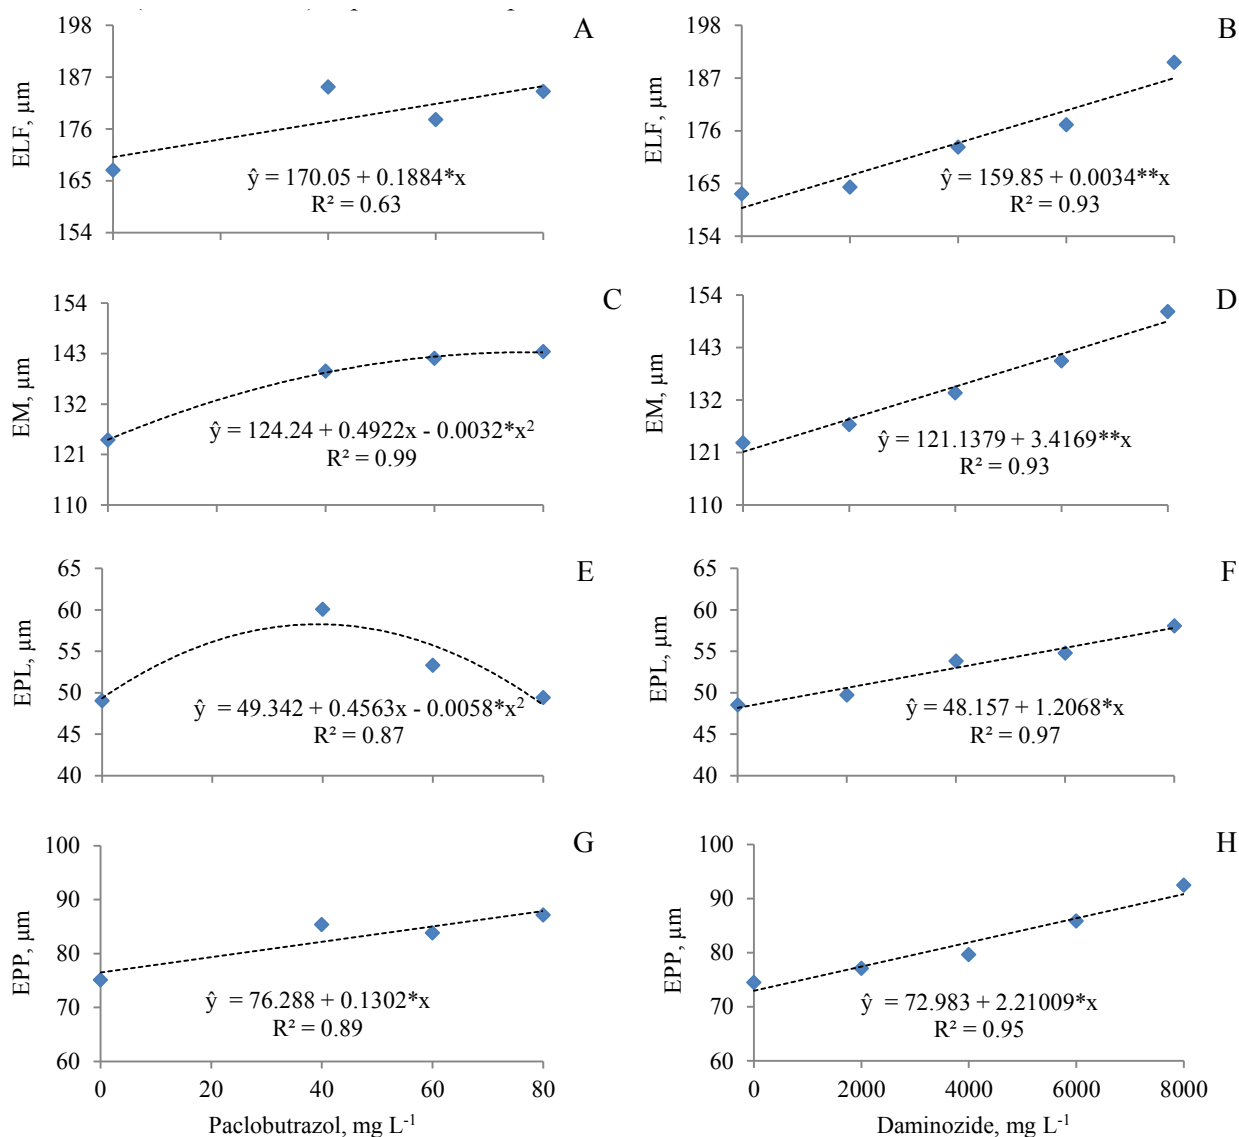 A
198
187
176
165
154
ELF, µm
ŷ = 170.05 + 0.1884*x
R² = 0.63
B
198
187
176
165
154
ELF, µm
ŷ = 159.85 + 0.0034**x
R² = 0.93
C
154
143
132
121
110
EM, µm
ŷ = 124.24 + 0.4922x - 0.0032*x²
R² = 0.99
D
154
143
132
121
110
EM, µm
ŷ = 121.1379 + 3.4169**x
R² = 0.93
E
65
60
55
50
45
40
EPL, µm
ŷ = 49.342 + 0.4563x - 0.0058*x²
R² = 0.87
F
65
60
55
50
45
40
EPL, µm
ŷ = 48.157 + 1.2068*x
R² = 0.97
G
100
90
80
70
60
EPP, µm
ŷ = 76.288 + 0.1302*x
R² = 0.89
0 20 40 60 80
Paclobutrazol, mg L⁻¹
H
100
90
80
70
60
EPP, µm
ŷ = 72.983 + 2.21009*x
R² = 0.95
0 2000 4000 6000 8000
Daminozide, mg L⁻¹